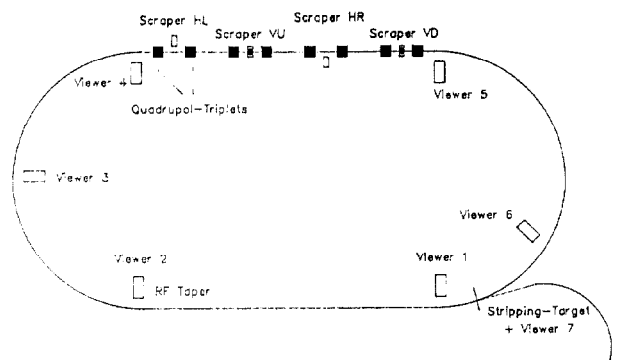 Scraper HL
Scraper VU
Scraper HR
Scraper VD
Viewer 4
Viewer 5
Quadrupol-Triplets
Viewer 3
Viewer 6
Viewer 2
Viewer 1
RF Taper
Stripping-Target
+ Viewer 7